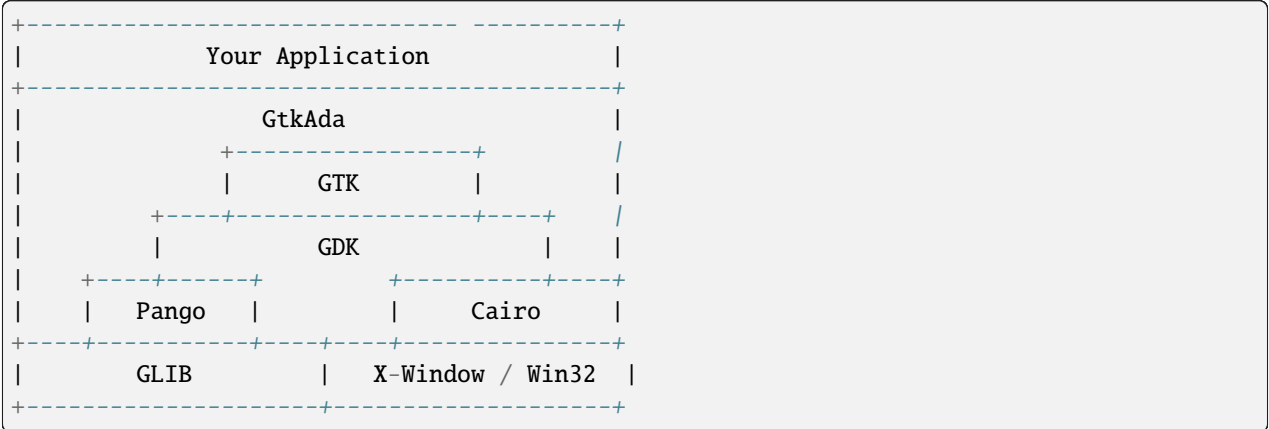 +------------------------------- ----------+
|             Your Application             |
+------------------------------------------+
|                 GtkAda                   |
|              +-----------------+         /
|              |      GTK        |         |
|         +----+-----------------+----+    /
|         |           GDK             |    |
|    +----+------+         +----------+----+
|    |   Pango   |         |     Cairo     |
+----+-----------+----+----+---------------+
|        GLIB         |   X-Window / Win32  |
+---------------------+--------------------+